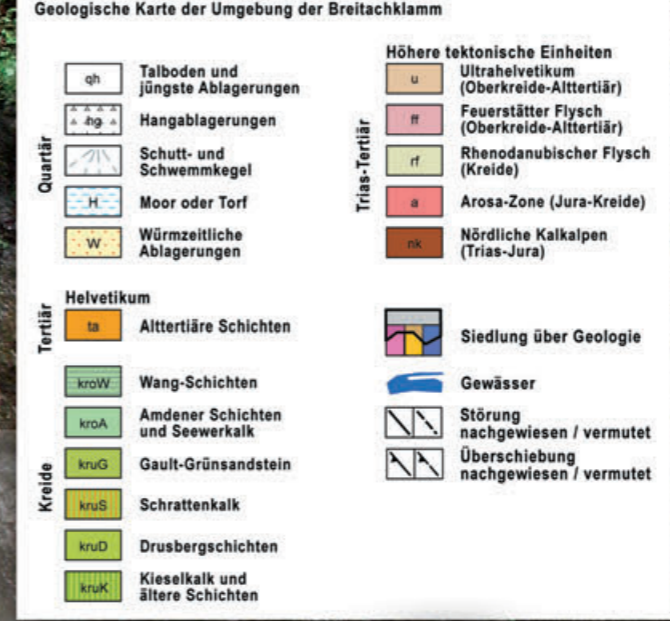 Geologische Karte der Umgebung der Breitachklamm
Quartär
qh
Talboden und
jüngste Ablagerungen
hg
Hangablagerungen
Schutt- und
Schwemmkegel
H
Moor oder Torf
W
Würmzeitliche
Ablagerungen
Helvetikum
Tertiär
ta
Alttertiäre Schichten
Kreide
kroW
Wang-Schichten
kroA
Amdener Schichten
und Seewerkalk
kruG
Gault-Grünsandstein
kruS
Schrattenkalk
kruD
Drusbergschichten
kruK
Kieselkalk und
ältere Schichten
Höhere tektonische Einheiten
Trias-Tertiär
u
Ultrahelvetikum
(Oberkreide-Alttertiär)
ff
Feuerstätter Flysch
(Oberkreide-Alttertiär)
rf
Rhenodanubischer Flysch
(Kreide)
a
Arosa-Zone (Jura-Kreide)
nk
Nördliche Kalkalpen
(Trias-Jura)
Siedlung über Geologie
Gewässer
Störung
nachgewiesen / vermutet
Überschiebung
nachgewiesen / vermutet